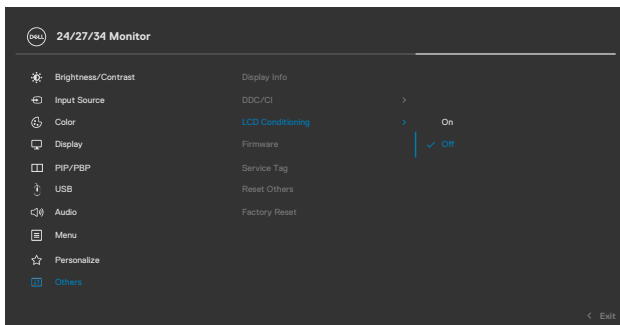 DELL 24/27/34 Monitor
Brightness/Contrast Display Info
Input Source DDC/CI >
Color LCD Conditioning > On
Display Firmware ✓ Off
PIP/PBP Service Tag
USB Reset Others
Audio Factory Reset
Menu
Personalize
Others
< Exit